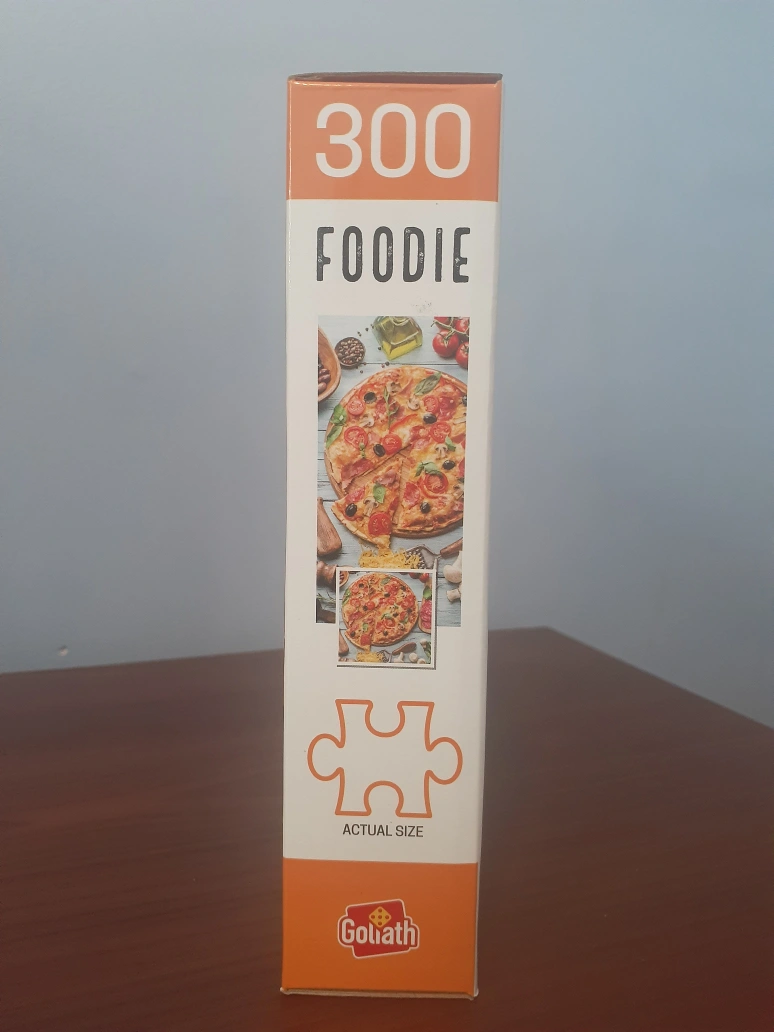 300
FOODIE
ACTUAL SIZE
Goliath